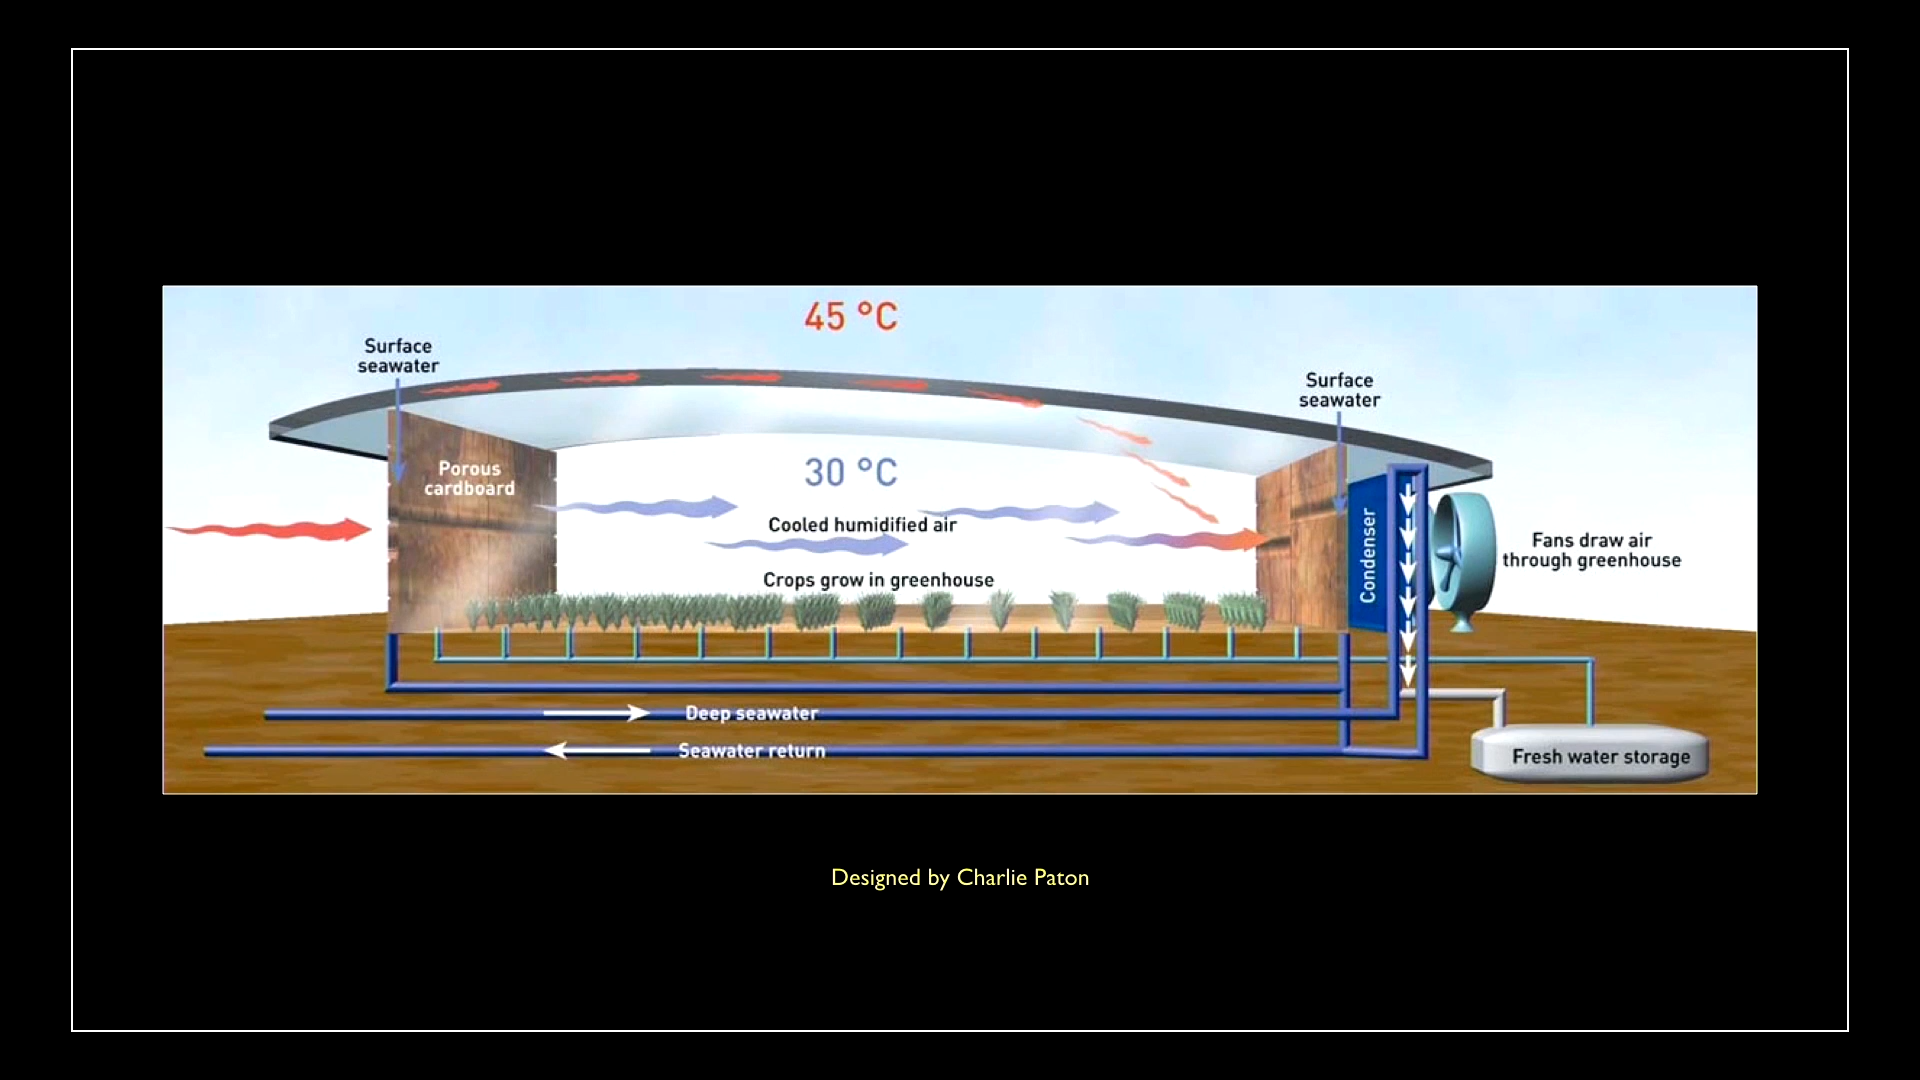 45 °C
Surface
seawater
Surface
seawater
Porous
cardboard
30 °C
Cooled humidified air
Crops grow in greenhouse
Condenser
Fans draw air
through greenhouse
Deep seawater
Seawater return
Fresh water storage
Designed by Charlie Paton